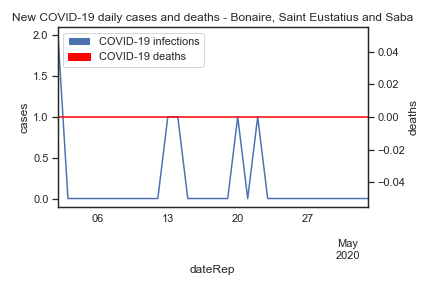 New COVID-19 daily cases and deaths - Bonaire, Saint Eustatius and Saba
COVID-19 infections
COVID-19 deaths
2.0
1.5
1.0
0.5
0.0
cases
0.04
0.02
0.00
−0.02
−0.04
deaths
06 13 20 27
May
2020
dateRep